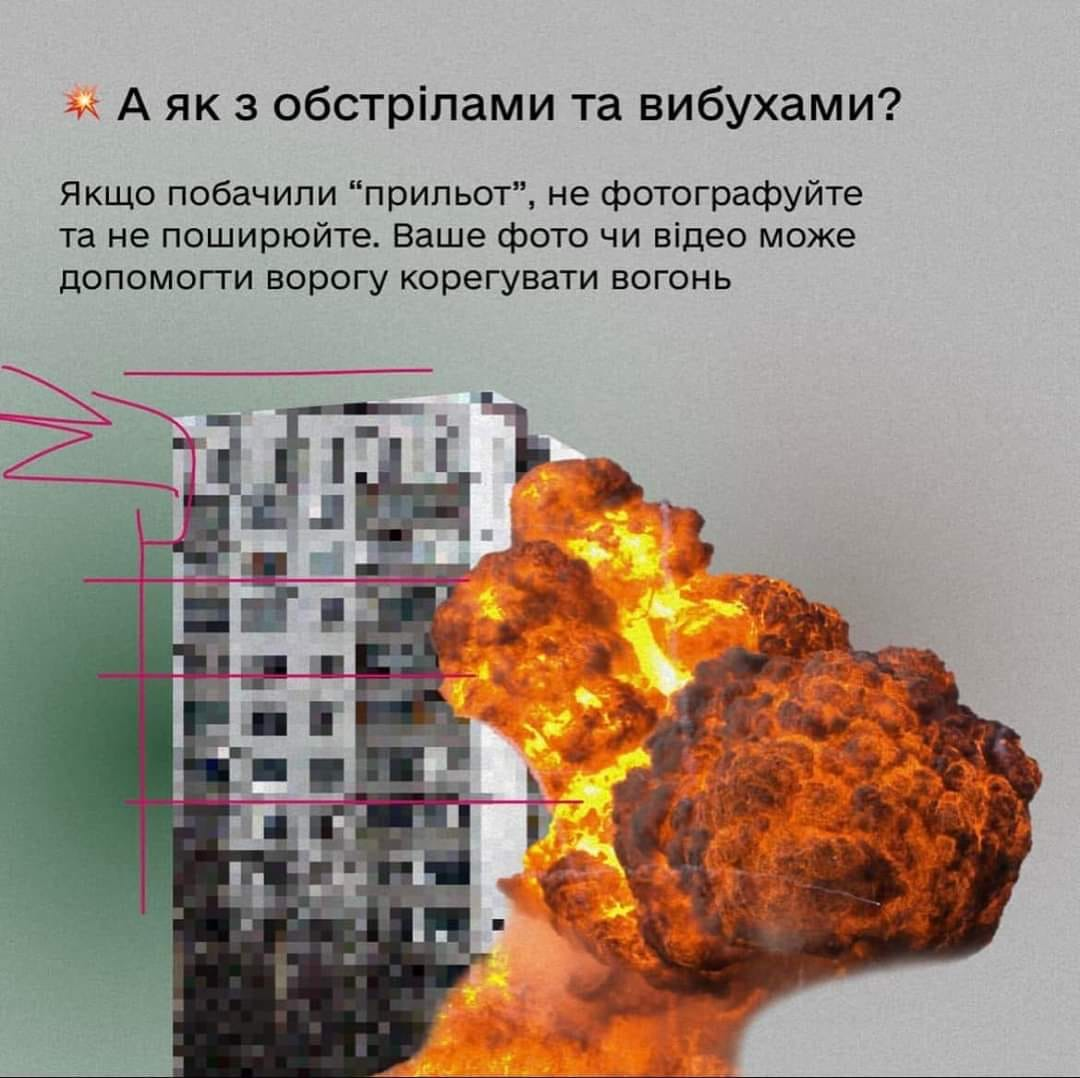 💥 А як з обстрілами та вибухами?
Якщо побачили “прильот”, не фотографуйте
та не поширюйте. Ваше фото чи відео може
допомогти ворогу корегувати вогонь